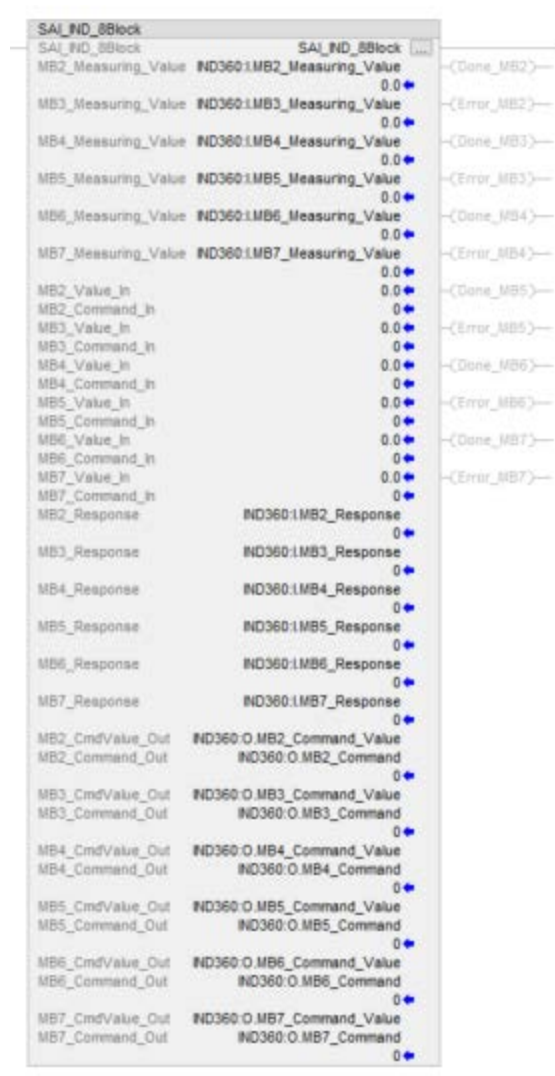 SAI_IND_8Block
SAI_IND_8Block SAI_IND_8Block ...
MB2_Measuring_Value IND360:I.MB2_Measuring_Value (Done_MB2)
0.0
MB3_Measuring_Value IND360:I.MB3_Measuring_Value (Error_MB2)
0.0
MB4_Measuring_Value IND360:I.MB4_Measuring_Value (Done_MB3)
0.0
MB5_Measuring_Value IND360:I.MB5_Measuring_Value (Error_MB3)
0.0
MB6_Measuring_Value IND360:I.MB6_Measuring_Value (Done_MB4)
0.0
MB7_Measuring_Value IND360:I.MB7_Measuring_Value (Error_MB4)
0.0
MB2_Value_In 0.0 (Done_MB5)
MB2_Command_In 0
MB3_Value_In 0.0 (Error_MB5)
MB3_Command_In 0
MB4_Value_In 0.0 (Done_MB6)
MB4_Command_In 0
MB5_Value_In 0.0 (Error_MB6)
MB5_Command_In 0
MB6_Value_In 0.0 (Done_MB7)
MB6_Command_In 0
MB7_Value_In 0.0 (Error_MB7)
MB7_Command_In 0
MB2_Response IND360:I.MB2_Response
0
MB3_Response IND360:I.MB3_Response
0
MB4_Response IND360:I.MB4_Response
0
MB5_Response IND360:I.MB5_Response
0
MB6_Response IND360:I.MB6_Response
0
MB7_Response IND360:I.MB7_Response
0
MB2_CmdValue_Out IND360:O.MB2_Command_Value
MB2_Command_Out IND360:O.MB2_Command
0
MB3_CmdValue_Out IND360:O.MB3_Command_Value
MB3_Command_Out IND360:O.MB3_Command
0
MB4_CmdValue_Out IND360:O.MB4_Command_Value
MB4_Command_Out IND360:O.MB4_Command
0
MB5_CmdValue_Out IND360:O.MB5_Command_Value
MB5_Command_Out IND360:O.MB5_Command
0
MB6_CmdValue_Out IND360:O.MB6_Command_Value
MB6_Command_Out IND360:O.MB6_Command
0
MB7_CmdValue_Out IND360:O.MB7_Command_Value
MB7_Command_Out IND360:O.MB7_Command
0